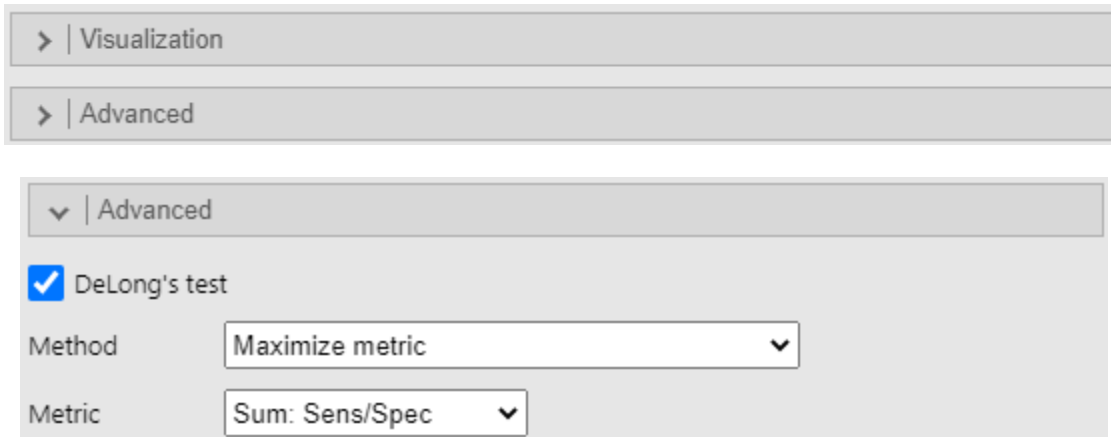 Visualization
Advanced
Advanced
DeLong's test
Method Maximize metric
Metric Sum: Sens/Spec